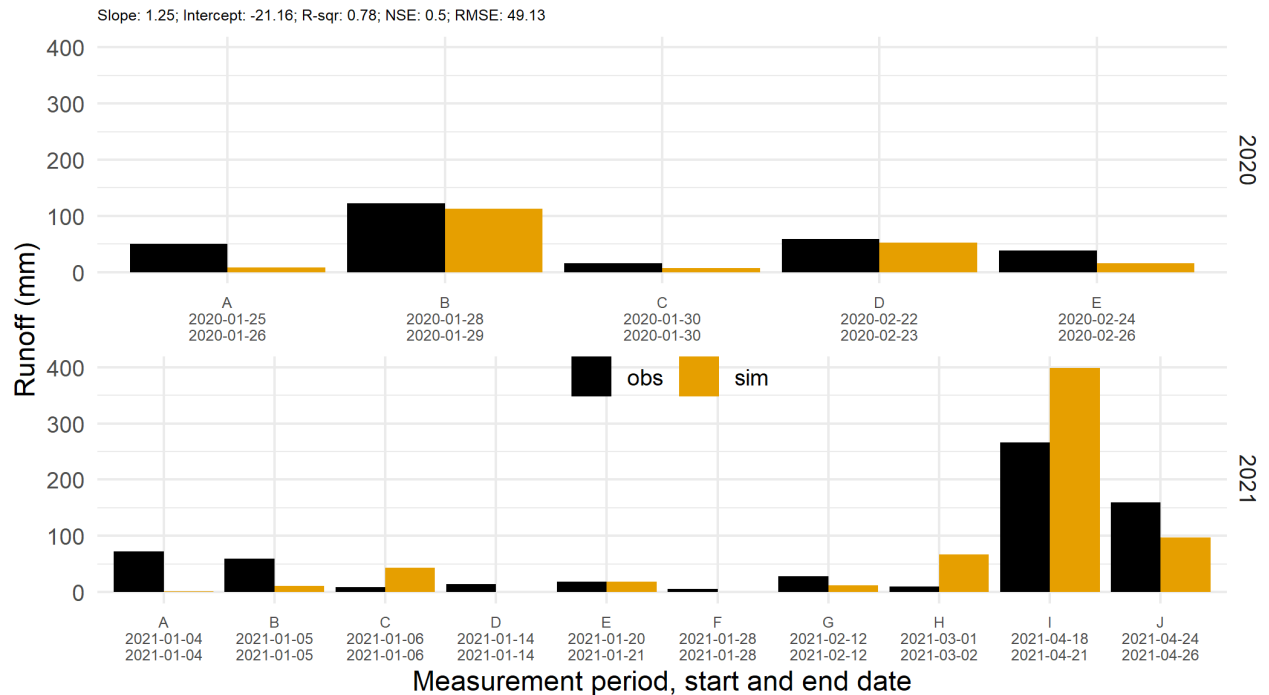 Slope: 1.25; Intercept: -21.16; R-sqr: 0.78; NSE: 0.5; RMSE: 49.13
400
300
200
100
0
2020
A
2020-01-25
2020-01-26
B
2020-01-28
2020-01-29
C
2020-01-30
2020-01-30
D
2020-02-22
2020-02-23
E
2020-02-24
2020-02-26
Runoff (mm)
obs
sim
400
300
200
100
0
2021
A
2021-01-04
2021-01-04
B
2021-01-05
2021-01-05
C
2021-01-06
2021-01-06
D
2021-01-14
2021-01-14
E
2021-01-20
2021-01-21
F
2021-01-28
2021-01-28
G
2021-02-12
2021-02-12
H
2021-03-01
2021-03-02
I
2021-04-18
2021-04-21
J
2021-04-24
2021-04-26
Measurement period, start and end date